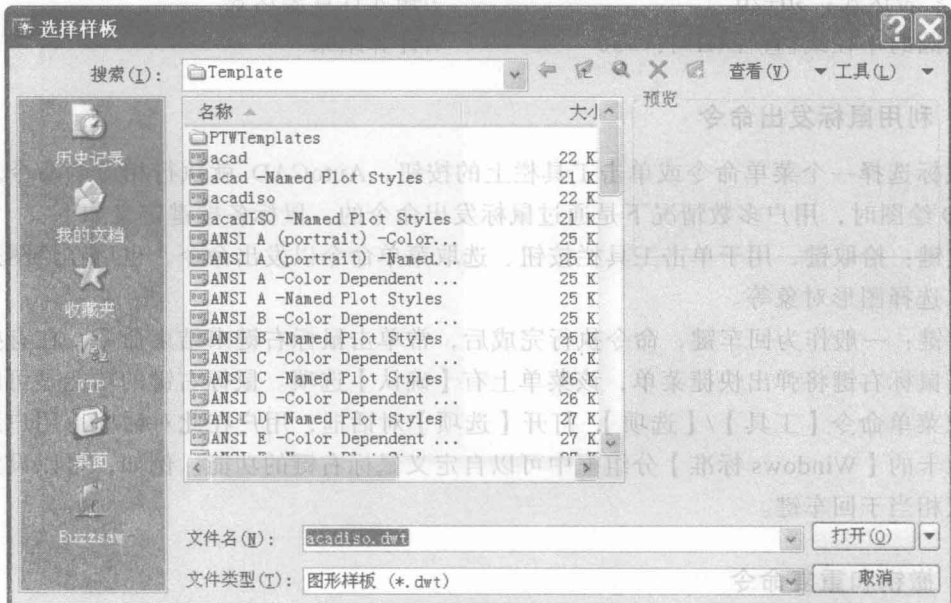 选择样板
搜索(I): Template 查看(V) 工具(L)
名称 大小 预览
PTWTemplates
acad 22 K
acad -Named Plot Styles 21 K
acadiso 22 K
acadISO -Named Plot Styles 21 K
ANSI A (portrait) -Color... 25 K
ANSI A (portrait) -Named... 25 K
ANSI A -Color Dependent ... 25 K
ANSI A -Named Plot Styles 25 K
ANSI B -Color Dependent ... 25 K
ANSI B -Named Plot Styles 25 K
ANSI C -Color Dependent ... 26 K
ANSI C -Named Plot Styles 26 K
ANSI D -Color Dependent ... 26 K
ANSI D -Named Plot Styles 27 K
ANSI E -Color Dependent ... 27 K
历史记录
我的文档
收藏夹
FTP
桌面
Buzzsaw
文件名(N): acadiso.dwt 打开(O)
文件类型(T): 图形样板 (*.dwt) 取消